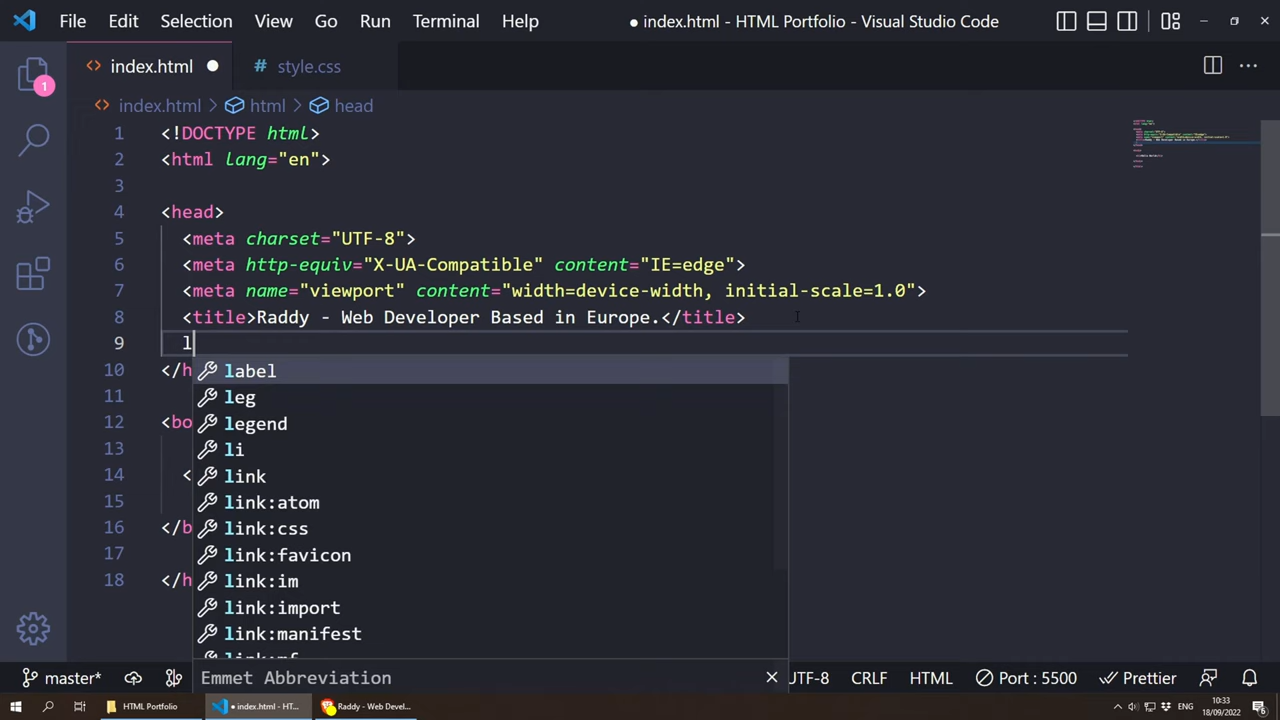 File Edit Selection View Go Run Terminal Help ● index.html - HTML Portfolio - Visual Studio Code
1
index.html ●
# style.css
index.html > html > head
1 <!DOCTYPE html>
2 <html lang="en">
3
4 <head>
5 <meta charset="UTF-8">
6 <meta http-equiv="X-UA-Compatible" content="IE=edge">
7 <meta name="viewport" content="width=device-width, initial-scale=1.0">
8 <title>Raddy - Web Developer Based in Europe.</title>
9 l
10 </h
label
11
leg
12 <bo
legend
13
li
14 <
link
15
link:atom
16 </b
link:css
17
link:favicon
18 </h
link:im
link:import
link:manifest
Emmet Abbreviation
master* UTF-8 CRLF HTML Port : 5500 Prettier
HTML Portfolio
● index.html - HT...
Raddy - Web Devel...
ENG
10:33
18/09/2022
6